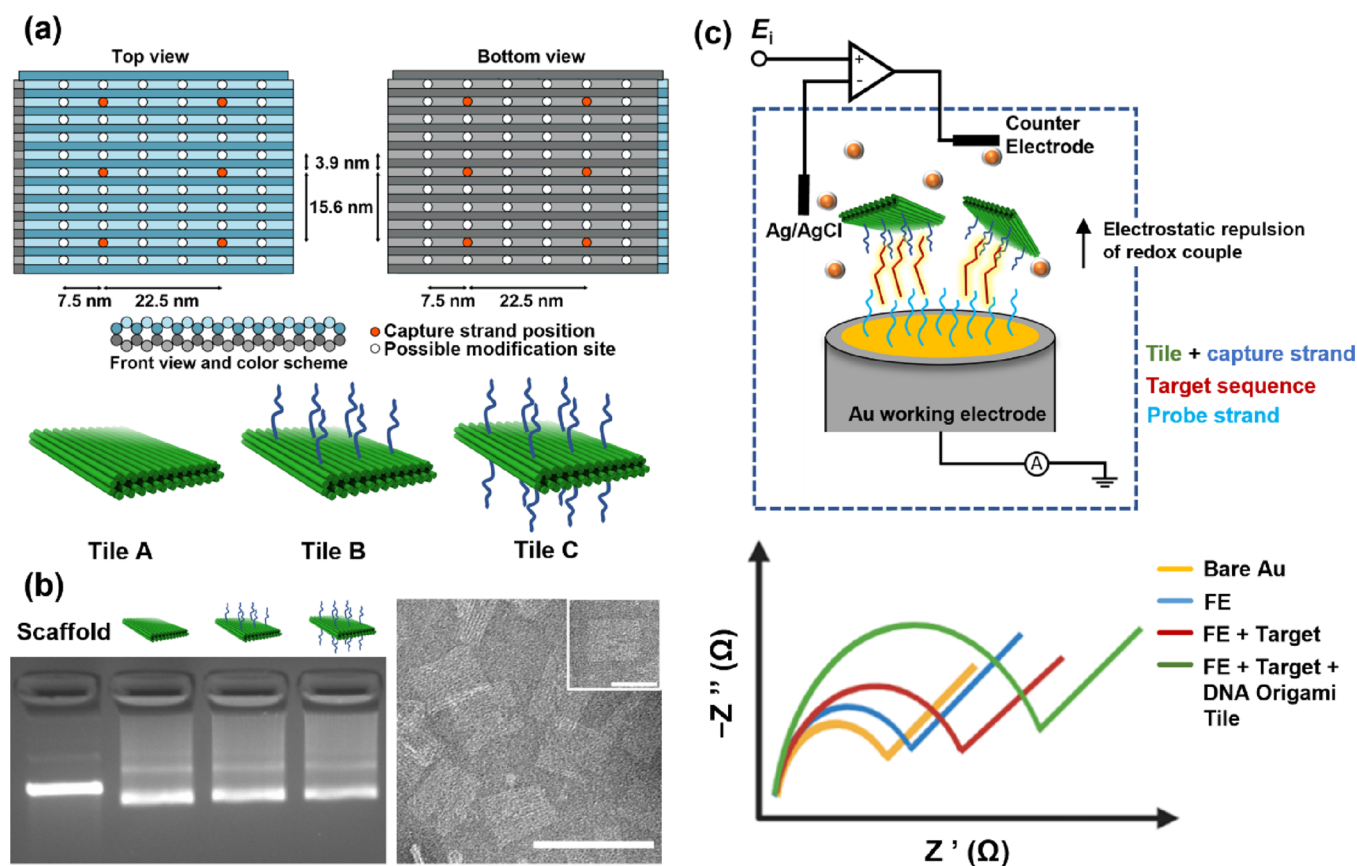 (a)
Top view
Bottom view
3.9 nm
15.6 nm
7.5 nm
22.5 nm
7.5 nm
22.5 nm
Front view and color scheme
Capture strand position
Possible modification site
Tile A
Tile B
Tile C
(b)
Scaffold
(c)
Ei
+
-
Counter
Electrode
Ag/AgCl
Electrostatic repulsion
of redox couple
Au working electrode
A
Tile + capture strand
Target sequence
Probe strand
–Z" (Ω)
Z ' (Ω)
Bare Au
FE
FE + Target
FE + Target +
DNA Origami
Tile